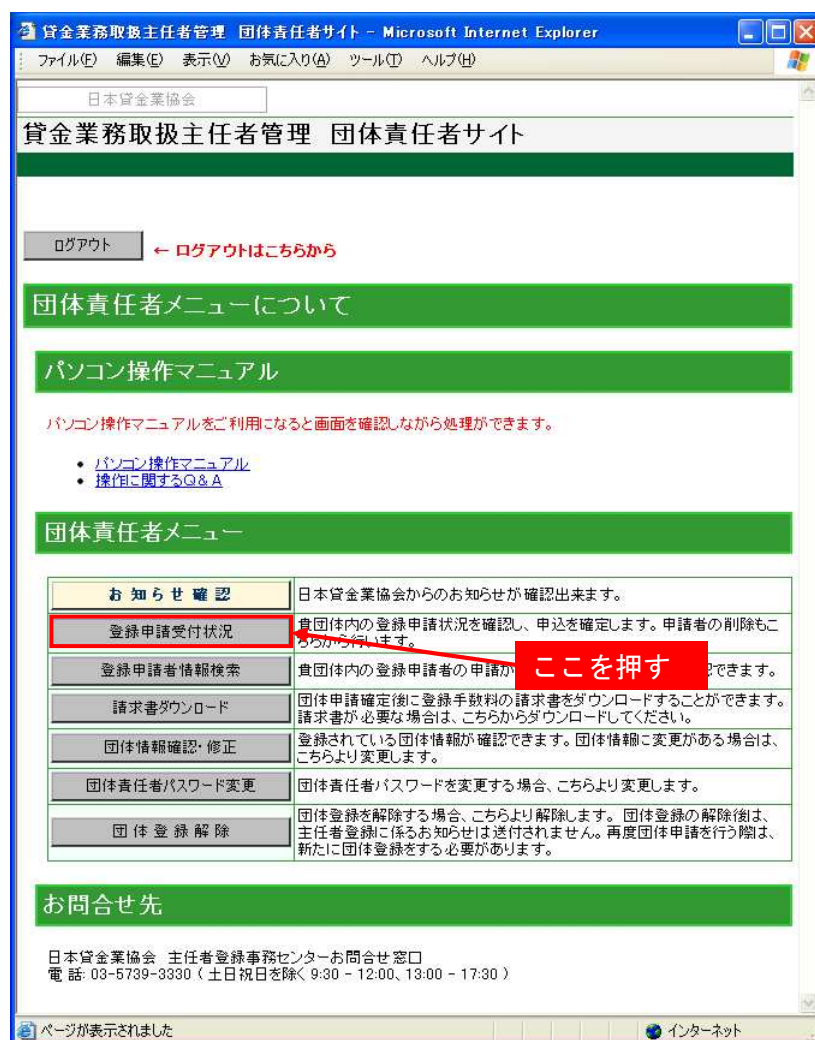 貸金業務取扱主任者管理 団体責任者サイト - Microsoft Internet Explorer
ファイル(F) 編集(E) 表示(V) お気に入り(A) ツール(T) ヘルプ(H)
日本貸金業協会
貸金業務取扱主任者管理 団体責任者サイト
ログアウト ← ログアウトはこちらから
団体責任者メニューについて
パソコン操作マニュアル
パソコン操作マニュアルをご利用になると画面を確認しながら処理ができます。
• パソコン操作マニュアル
• 操作に関するQ&A
団体責任者メニュー
お知らせ確認
日本貸金業協会からのお知らせが確認出来ます。
登録申請受付状況
貴団体内の登録申請状況を確認し、申込を確定します。申請者の削除もこ
ちらから行います。
ここを押す
登録申請者情報検索
貴団体内の登録申請者の申請が できます。
請求書ダウンロード
団体申請確定後に登録手数料の請求書をダウンロードすることができます。
請求書が必要な場合は、こちらからダウンロードしてください。
団体情報確認・修正
登録されている団体情報が確認できます。団体情報に変更がある場合は、
こちらより変更します。
団体責任者パスワード変更
団体責任者パスワードを変更する場合、こちらより変更します。
団体登録解除
団体登録を解除する場合、こちらより解除します。団体登録の解除後は、
主任者登録に係るお知らせは送付されません。再度団体申請を行う際は、
新たに団体登録をする必要があります。
お問合せ先
日本貸金業協会 主任者登録事務センターお問合せ窓口
電 話: 03-5739-3330 ( 土日祝日を除く 9:30 - 12:00、13:00 - 17:30 )
ページが表示されました インターネット